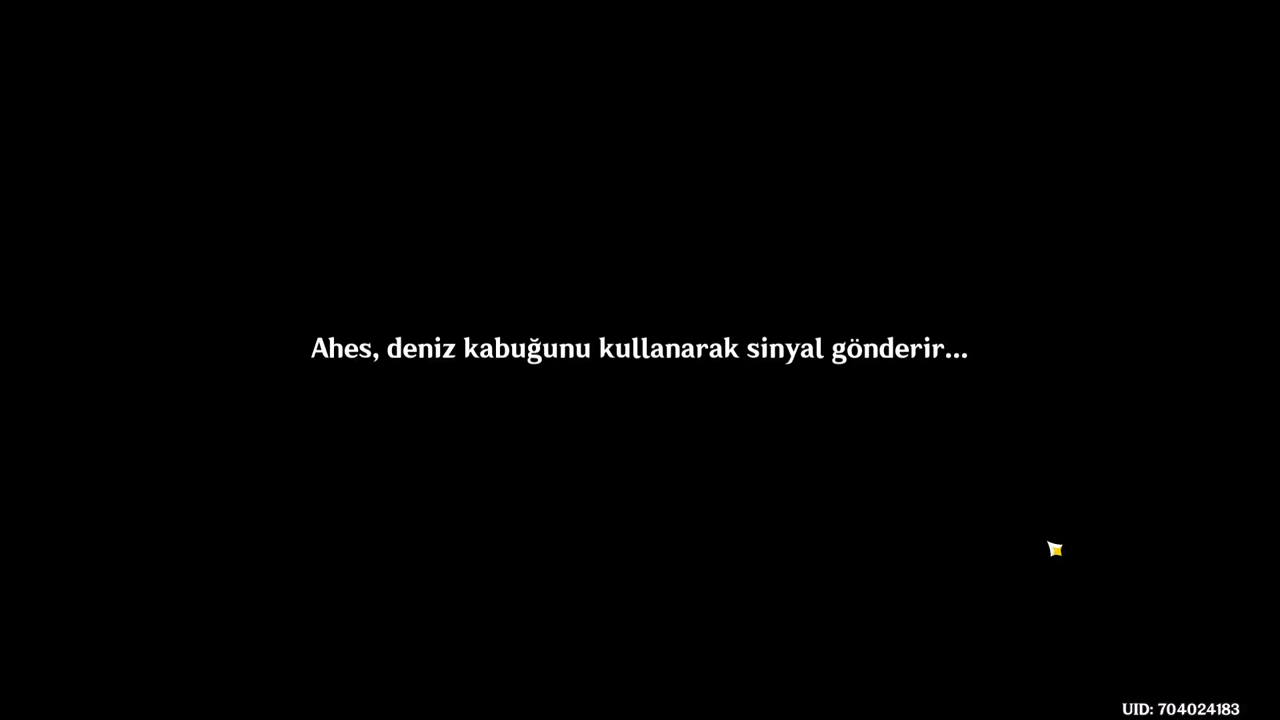 Ahes, deniz kabuğunu kullanarak sinyal gönderir...
UID: 704024183